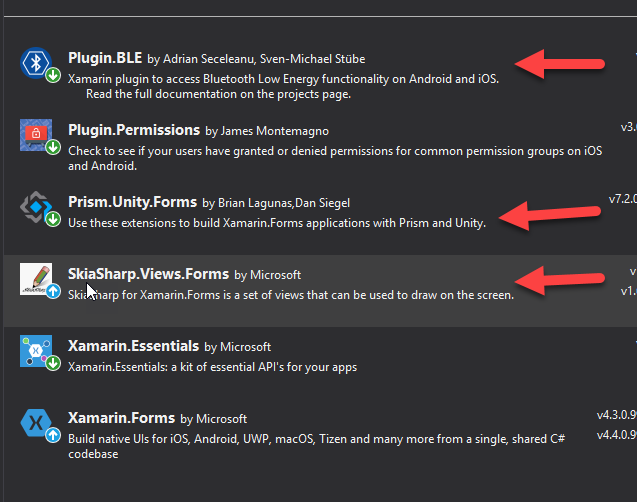 Plugin.BLE by Adrian Seceleanu, Sven-Michael Stübe
Xamarin plugin to access Bluetooth Low Energy functionality on Android and iOS.
Read the full documentation on the projects page.
Plugin.Permissions by James Montemagno
v3.0
Check to see if your users have granted or denied permissions for common permission groups on iOS
and Android.
Prism.Unity.Forms by Brian Lagunas,Dan Siegel
v7.2.0
Use these extensions to build Xamarin.Forms applications with Prism and Unity.
SkiaSharp.Views.Forms by Microsoft
v
SkiaSharp for Xamarin.Forms is a set of views that can be used to draw on the screen.
v1.
Xamarin.Essentials by Microsoft
Xamarin.Essentials: a kit of essential API's for your apps
Xamarin.Forms by Microsoft
v4.3.0.9
Build native UIs for iOS, Android, UWP, macOS, Tizen and many more from a single, shared C#
v4.4.0.9
codebase